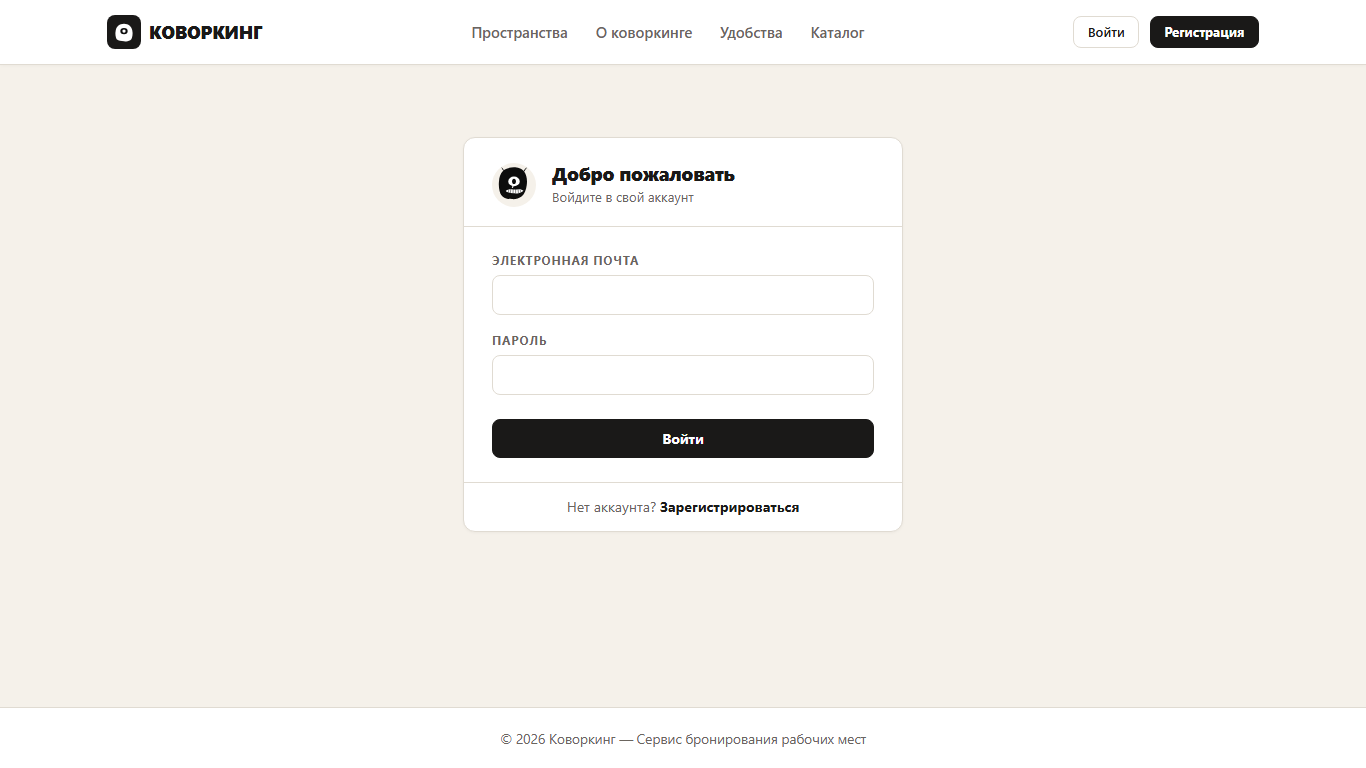 КОВОРКИНГ
Пространства О коворкинге Удобства Каталог
Войти Регистрация
Добро пожаловать
Войдите в свой аккаунт
ЭЛЕКТРОННАЯ ПОЧТА
ПАРОЛЬ
Войти
Нет аккаунта? Зарегистрироваться
© 2026 Коворкинг — Сервис бронирования рабочих мест